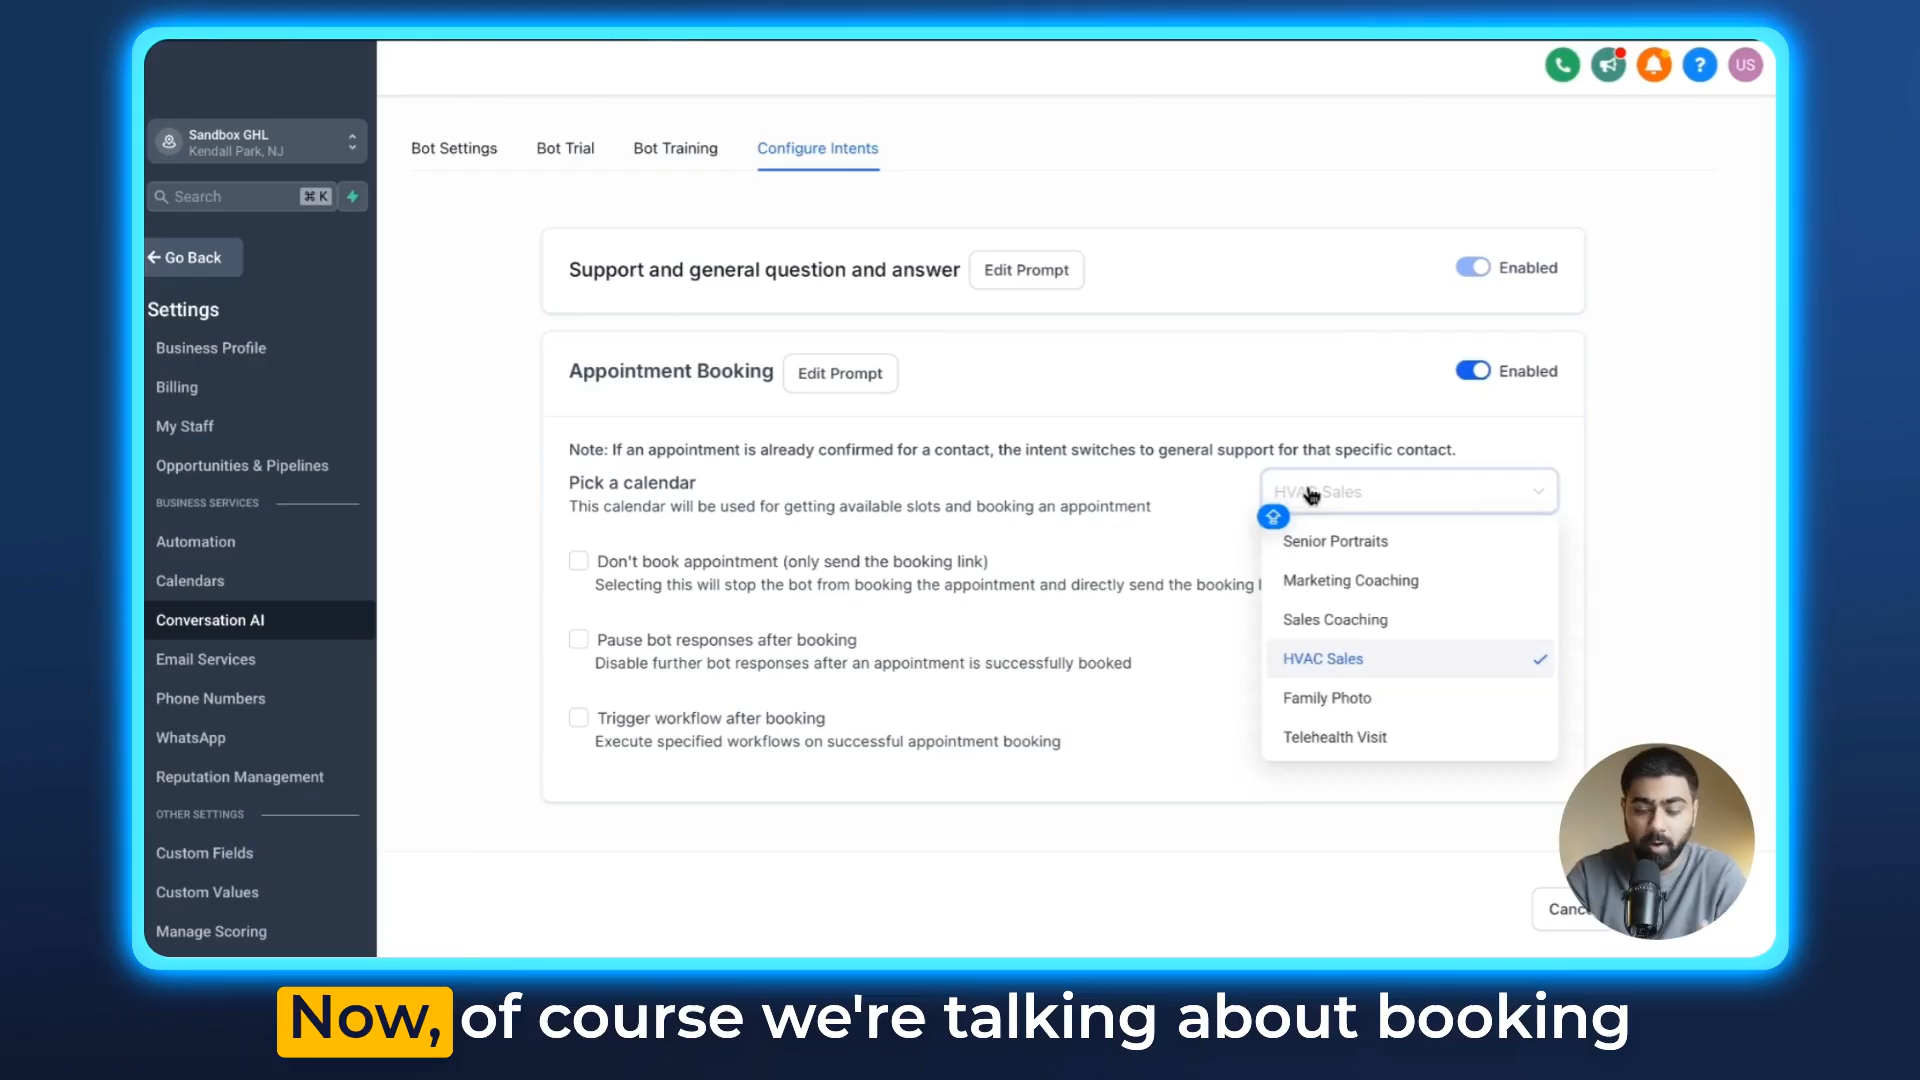 Sandbox GHL
Kendall Park, NJ
Search
⌘ K
Go Back
Settings
Business Profile
Billing
My Staff
Opportunities & Pipelines
BUSINESS SERVICES
Automation
Calendars
Conversation AI
Email Services
Phone Numbers
WhatsApp
Reputation Management
OTHER SETTINGS
Custom Fields
Custom Values
Manage Scoring
?
US
Bot Settings
Bot Trial
Bot Training
Configure Intents
Support and general question and answer
Edit Prompt
Enabled
Appointment Booking
Edit Prompt
Enabled
Note: If an appointment is already confirmed for a contact, the intent switches to general support for that specific contact.
Pick a calendar
This calendar will be used for getting available slots and booking an appointment
HVAC Sales
Don't book appointment (only send the booking link)
Selecting this will stop the bot from booking the appointment and directly send the booking l
Pause bot responses after booking
Disable further bot responses after an appointment is successfully booked
Trigger workflow after booking
Execute specified workflows on successful appointment booking
Senior Portraits
Marketing Coaching
Sales Coaching
HVAC Sales
Family Photo
Telehealth Visit
Canc
Now, of course we're talking about booking